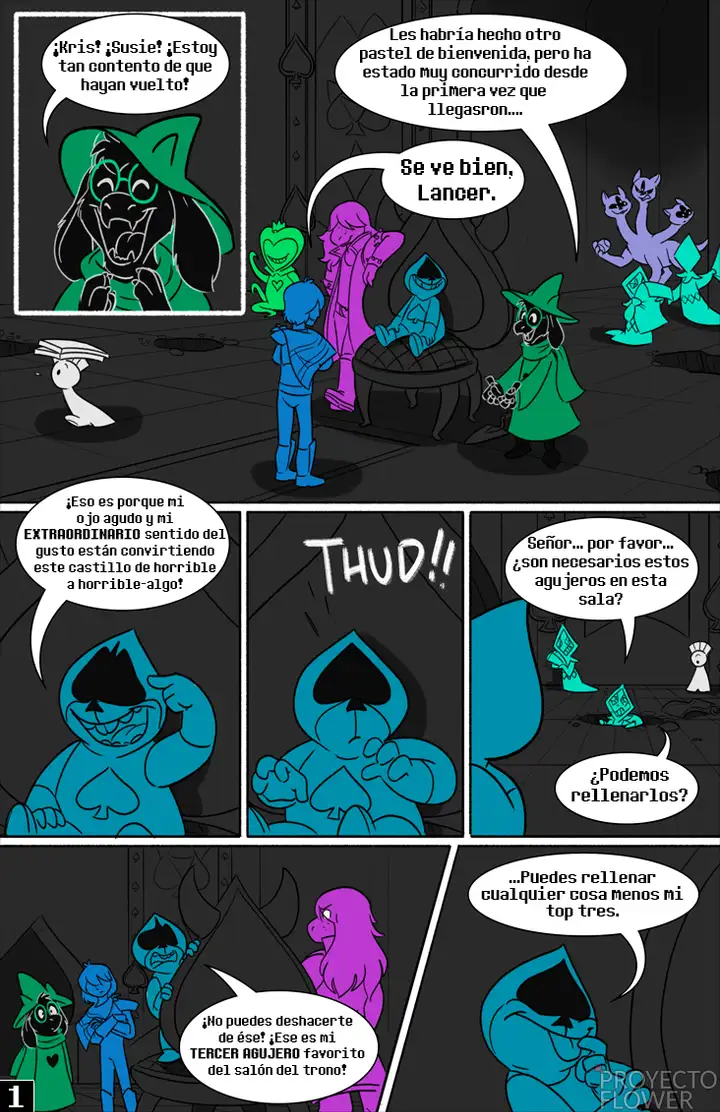 ¡Kris! ¡Susie! ¡Estoy
tan contento de que
hayan vuelto!
Les habría hecho otro
pastel de bienvenida, pero ha
estado muy concurrido desde
la primera vez que
llegasron....
Se ve bien,
Lancer.
¡Eso es porque mi
ojo agudo y mi
EXTRAORDINARIO sentido del
gusto están convirtiendo
este castillo de horrible
a horrible-algo!
THUD!!
Señor... por favor...
¿son necesarios estos
agujeros en esta
sala?
¿Podemos
rellenarlos?
¡No puedes deshacerte
de ése! ¡Ese es mi
TERCER AGUJERO favorito
del salón del trono!
...Puedes rellenar
cualquier cosa menos mi
top tres.
1
PROYECTO
FLOWER